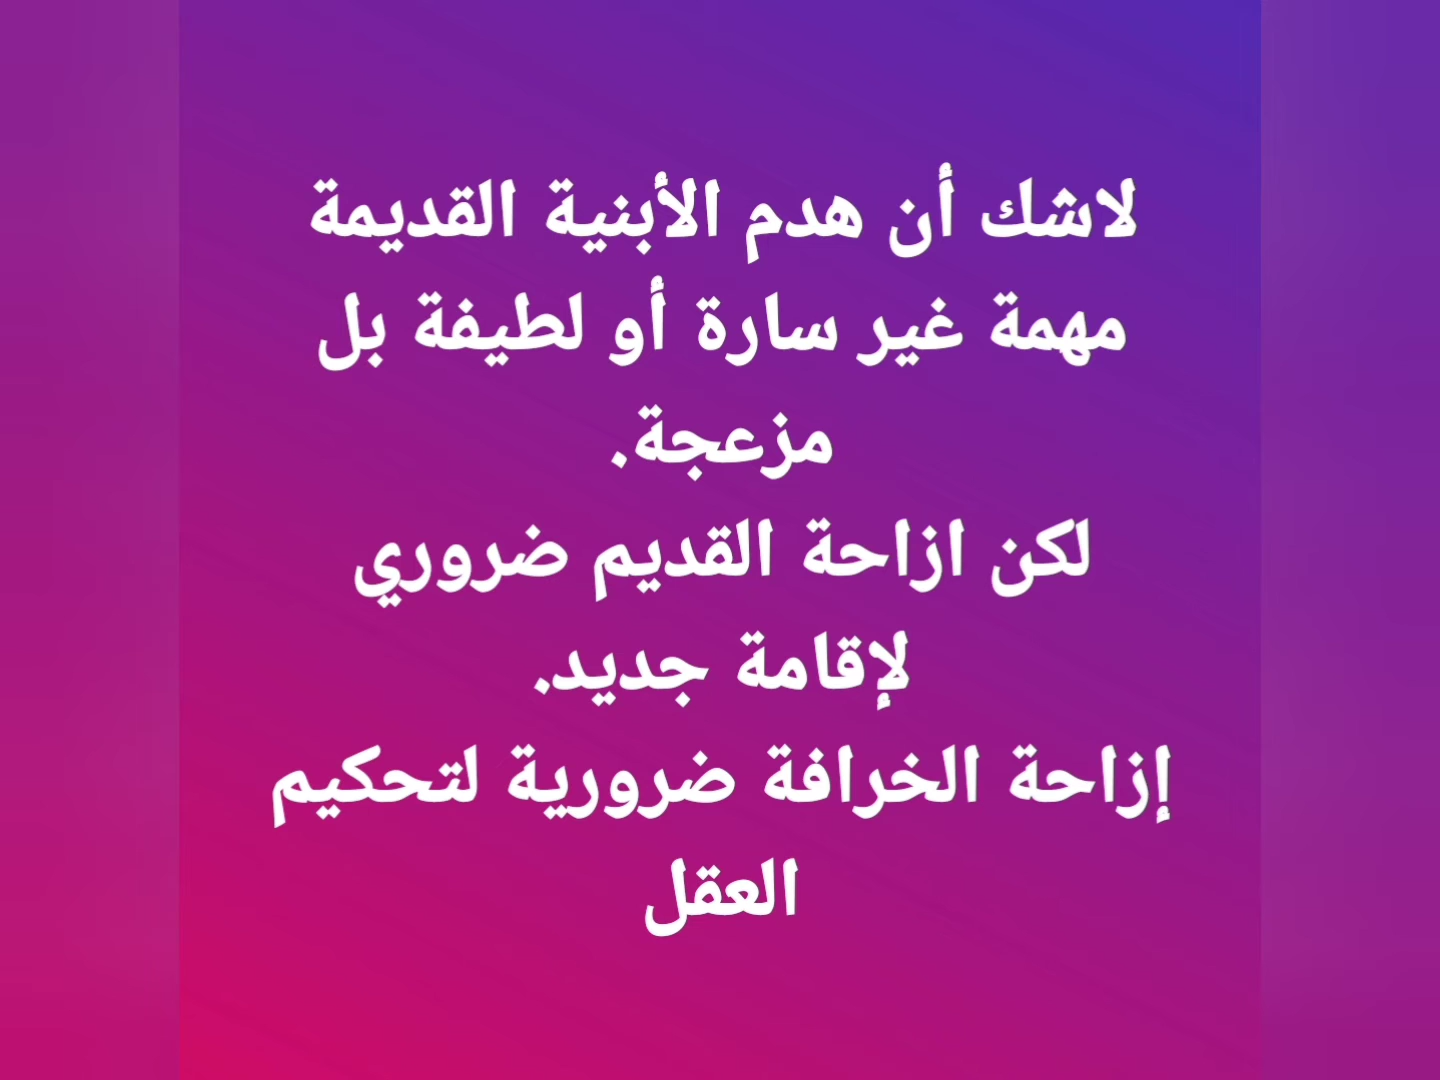 لاشك أن هدم الأبنية القديمة
مهمة غير سارة أو لطيفة بل
مزعجة.
لكن ازاحة القديم ضروري
لإقامة جديد.
إزاحة الخرافة ضرورية لتحكيم
العقل